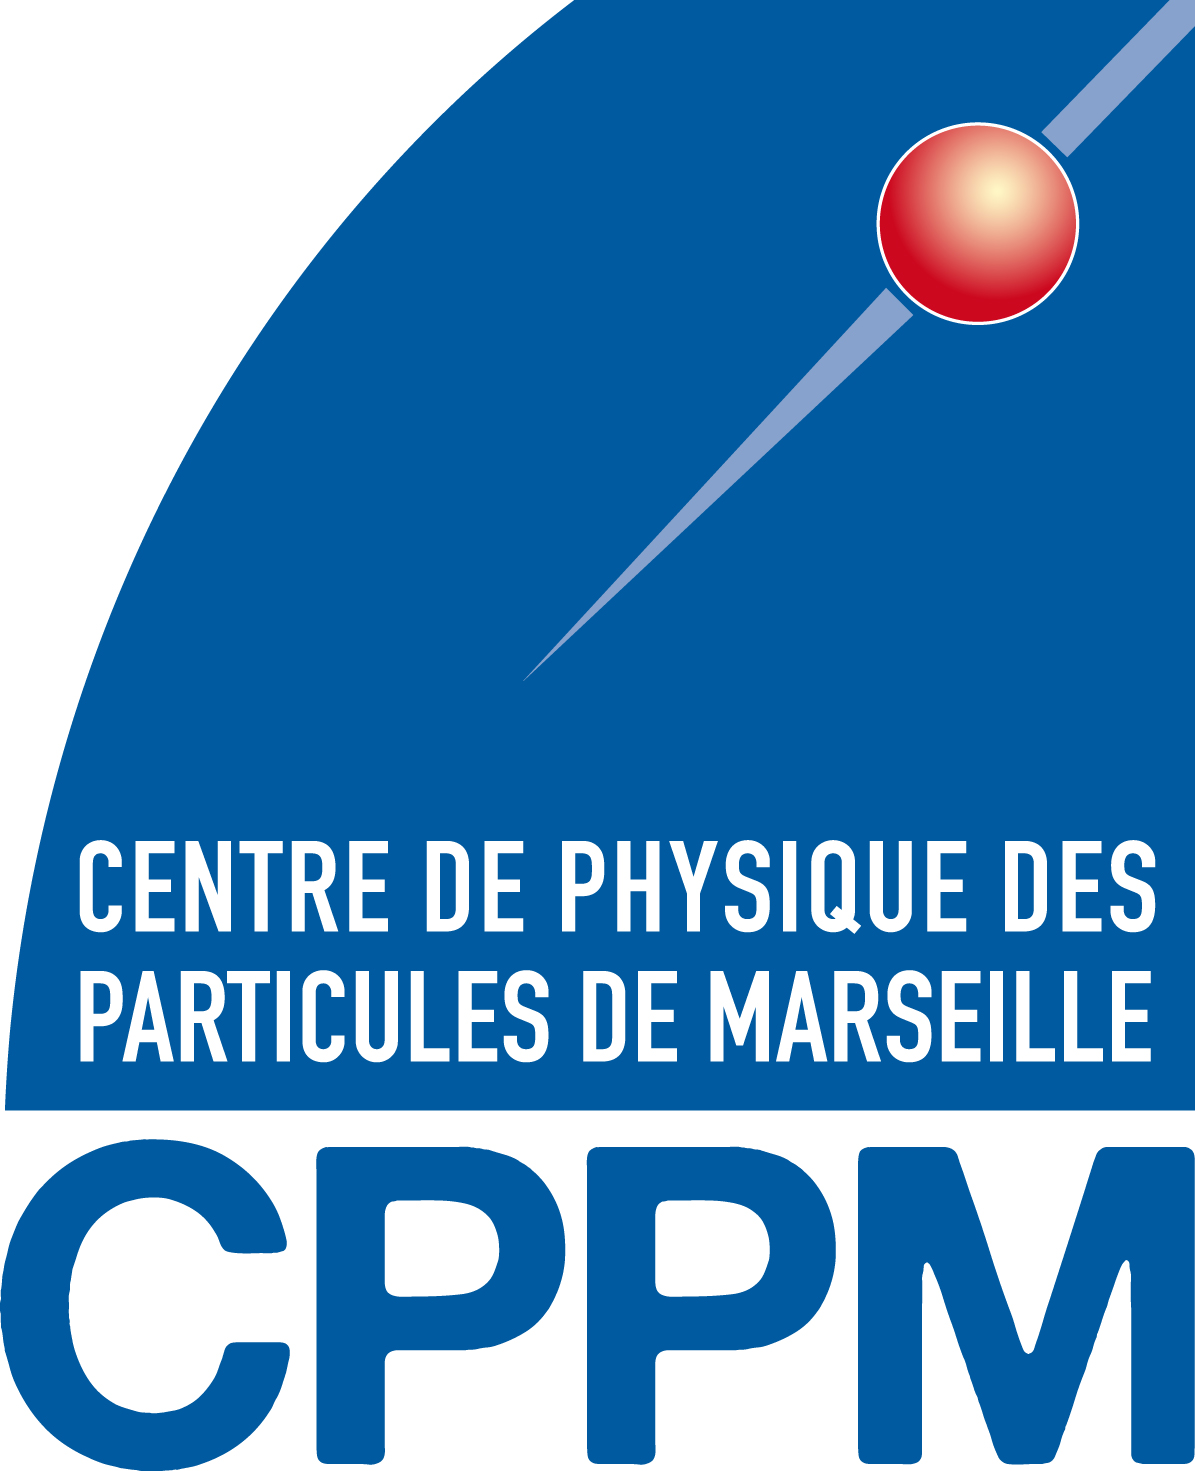 CENTRE DE PHYSIQUE DES
PARTICULES DE MARSEILLE
CPPM